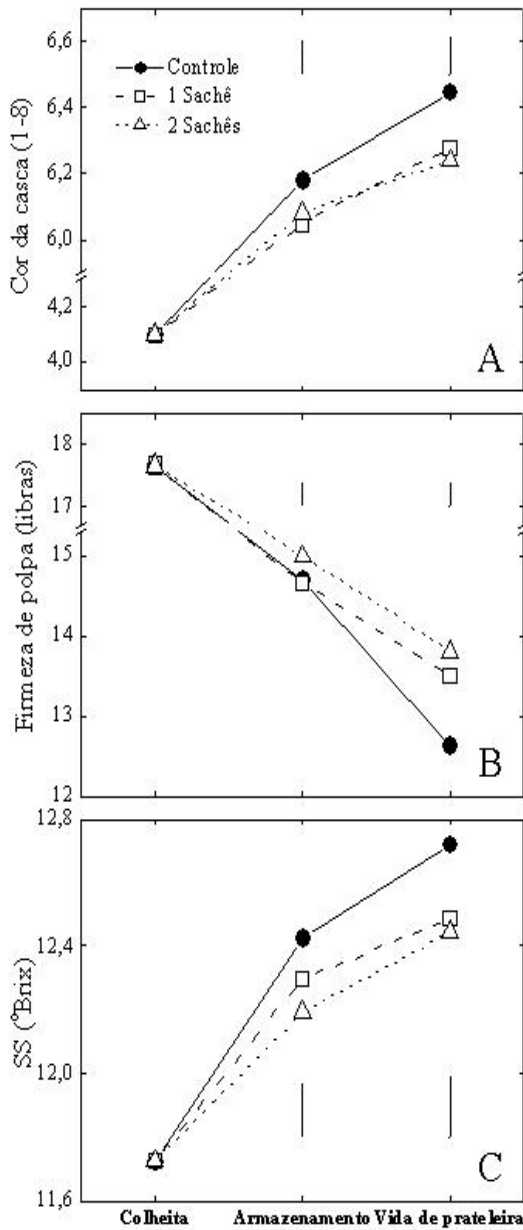 6,6
6,4
6,2
6,0
4,2
4,0
Cor da casca (1-8)
Controle
1 Sachê
2 Sachês
A
18
17
15
14
13
12
Firmeza de polpa (libras)
B
12,8
12,4
12,0
11,6
SS (ºBrix)
C
Colheita Armazenamento Vida de prateleira